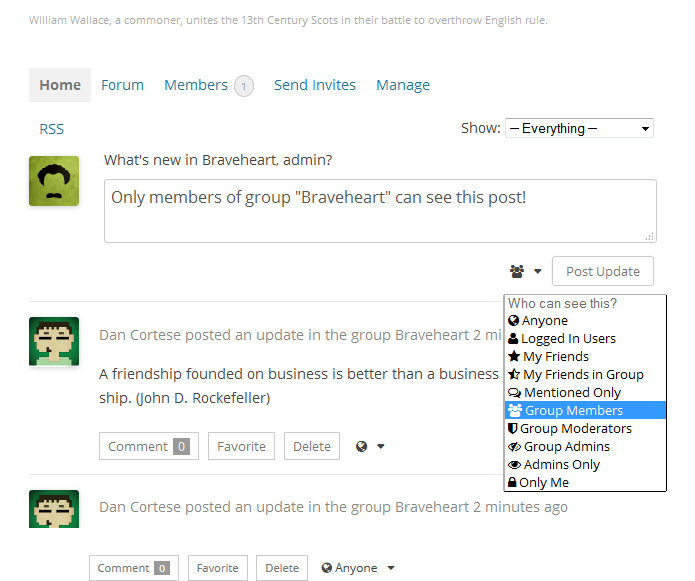 William Wallace, a commoner, unites the 13th Century Scots in their battle to overthrow English rule.
Home Forum Members 1 Send Invites Manage
RSS Show: — Everything —
What's new in Braveheart, admin?
Only members of group "Braveheart" can see this post!
Post Update
Who can see this?
Anyone
Logged In Users
My Friends
My Friends in Group
Mentioned Only
Group Members
Group Moderators
Group Admins
Admins Only
Only Me
Dan Cortese posted an update in the group Braveheart 2 mi
A friendship founded on business is better than a business
ship. (John D. Rockefeller)
Comment 0 Favorite Delete
Dan Cortese posted an update in the group Braveheart 2 minutes ago
Comment 0 Favorite Delete Anyone